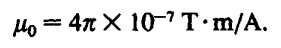 μ₀ = 4π × 10⁻⁷ T·m/A.